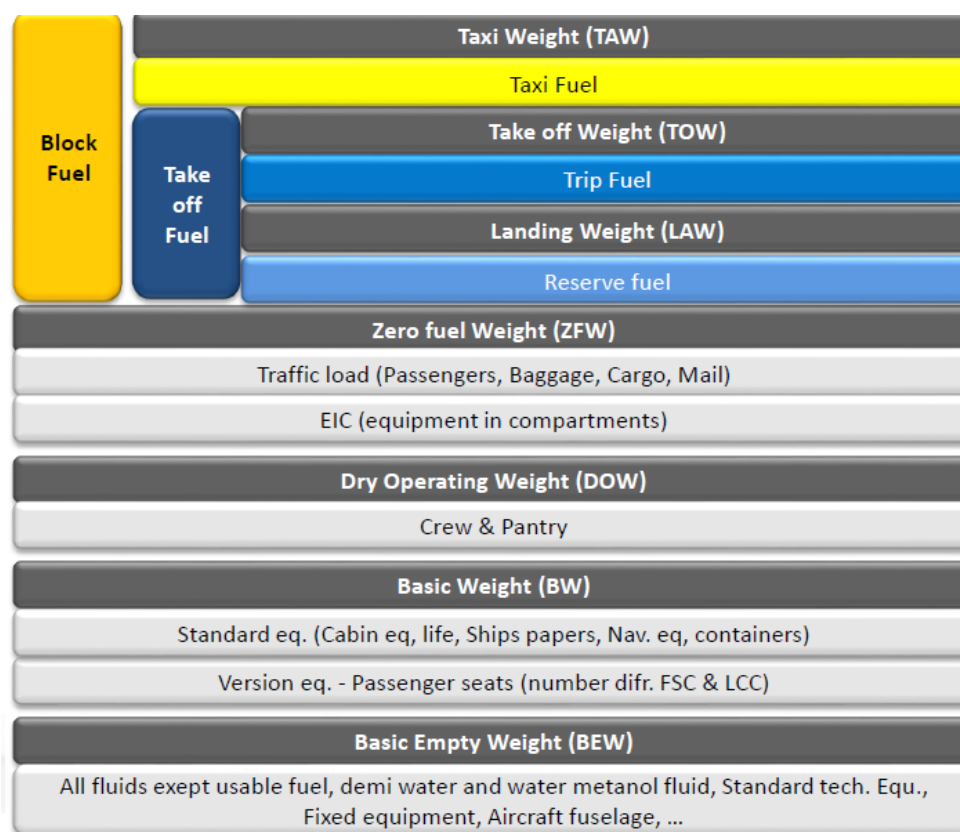 Taxi Weight (TAW)
Taxi Fuel
Block
Fuel
Take
off
Fuel
Take off Weight (TOW)
Trip Fuel
Landing Weight (LAW)
Reserve fuel
Zero fuel Weight (ZFW)
Traffic load (Passengers, Baggage, Cargo, Mail)
EIC (equipment in compartments)
Dry Operating Weight (DOW)
Crew & Pantry
Basic Weight (BW)
Standard eq. (Cabin eq, life, Ships papers, Nav. eq, containers)
Version eq. - Passenger seats (number difr. FSC & LCC)
Basic Empty Weight (BEW)
All fluids exept usable fuel, demi water and water metanol fluid, Standard tech. Equ.,
Fixed equipment, Aircraft fuselage, ...